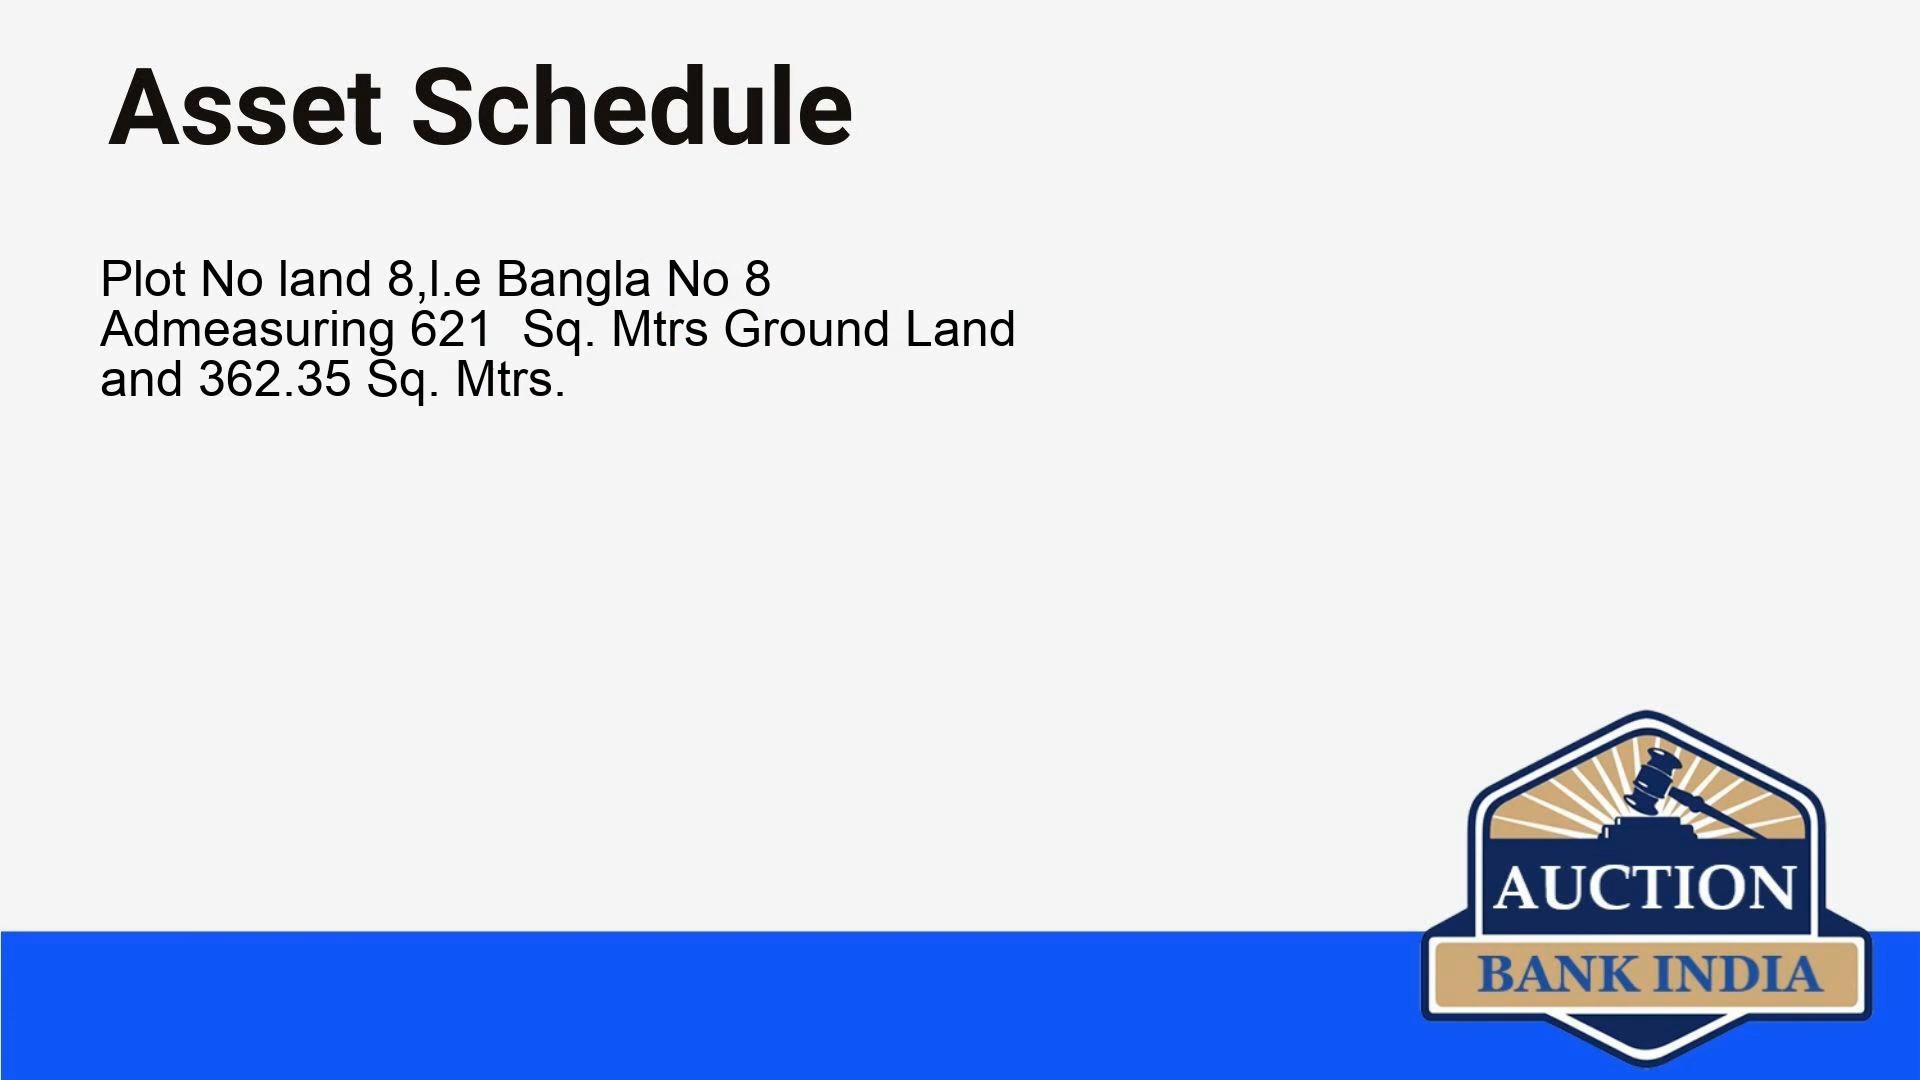 Asset Schedule
Plot No land 8,I.e Bangla No 8
Admeasuring 621  Sq. Mtrs Ground Land
and 362.35 Sq. Mtrs.
AUCTION
BANK INDIA